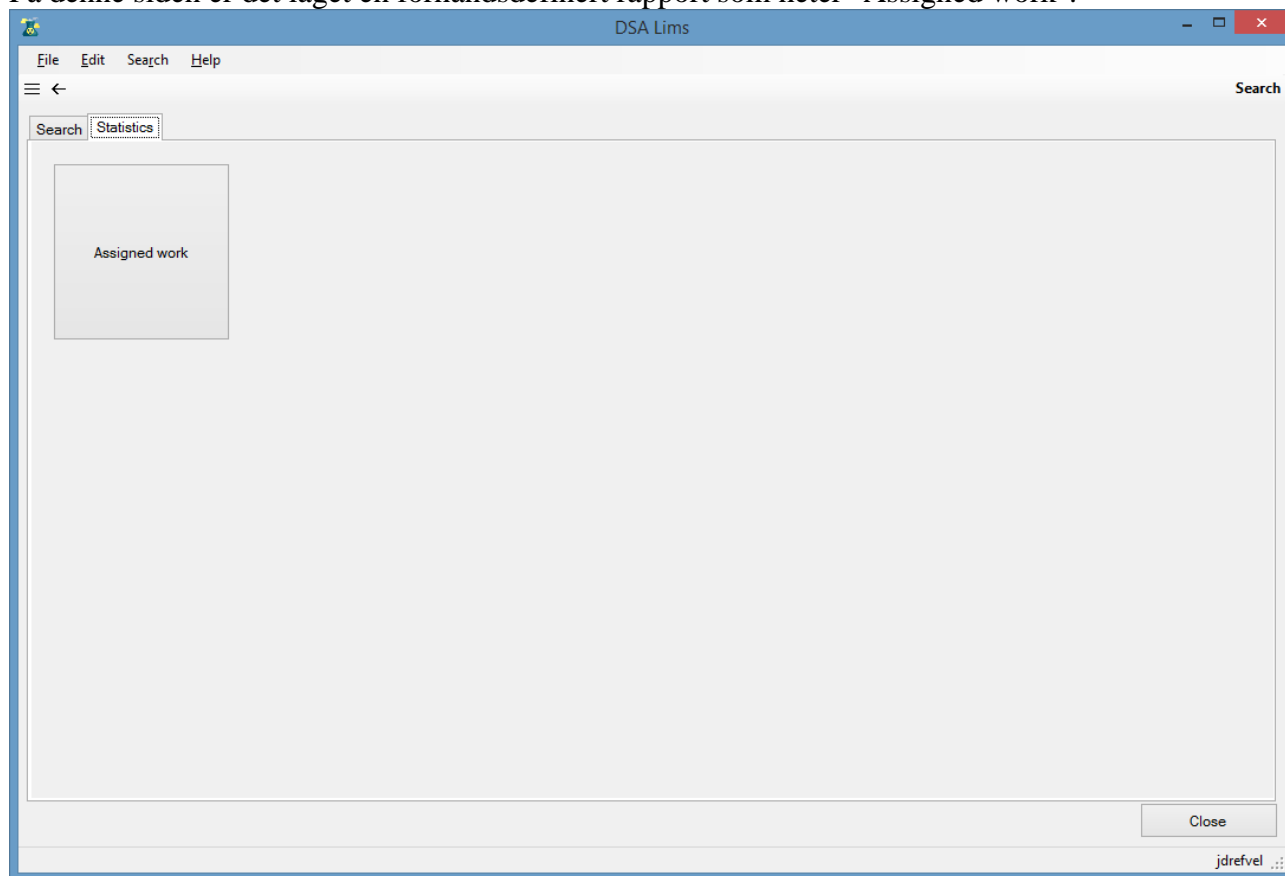 På denne siden er det laget en forhåndsdefinert rapport som heter "Assigned work".
DSA Lims
File Edit Search Help
Search
Search Statistics
Assigned work
Close
jdrefvel